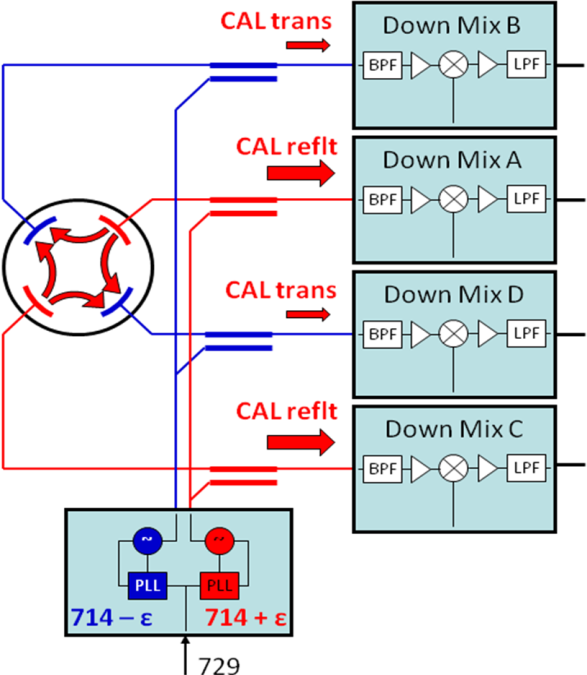 CAL trans
Down Mix B
BPF
LPF
CAL reflt
Down Mix A
BPF
LPF
CAL trans
Down Mix D
BPF
LPF
CAL reflt
Down Mix C
BPF
LPF
~ ~
PLL PLL
714 – ε 714 + ε
729